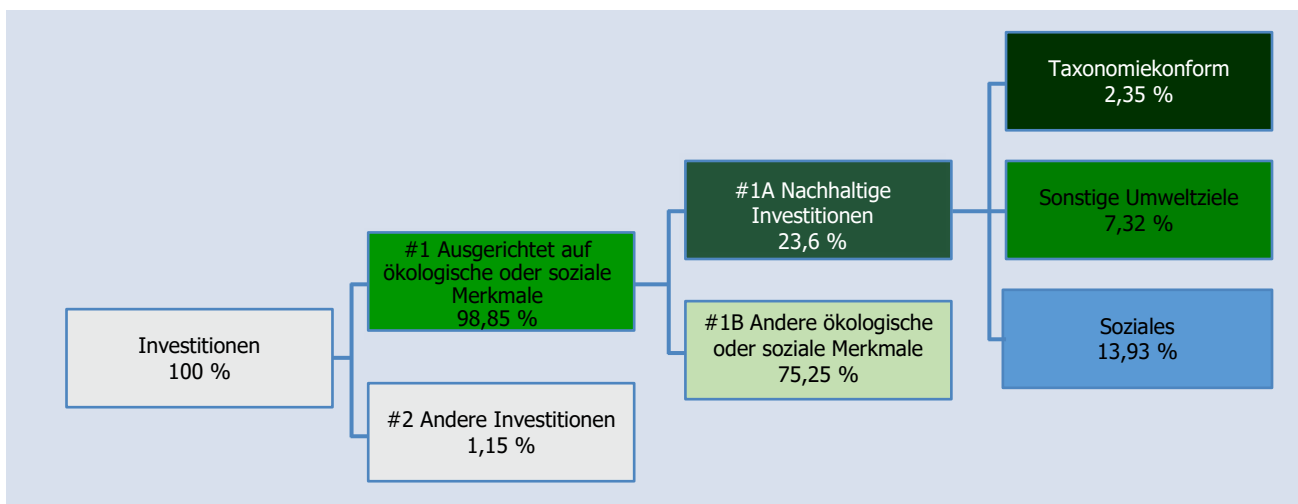 Investitionen
100 %
#1 Ausgerichtet auf
ökologische oder soziale
Merkmale
98,85 %
#2 Andere Investitionen
1,15 %
#1A Nachhaltige
Investitionen
23,6 %
#1B Andere ökologische
oder soziale Merkmale
75,25 %
Taxonomiekonform
2,35 %
Sonstige Umweltziele
7,32 %
Soziales
13,93 %